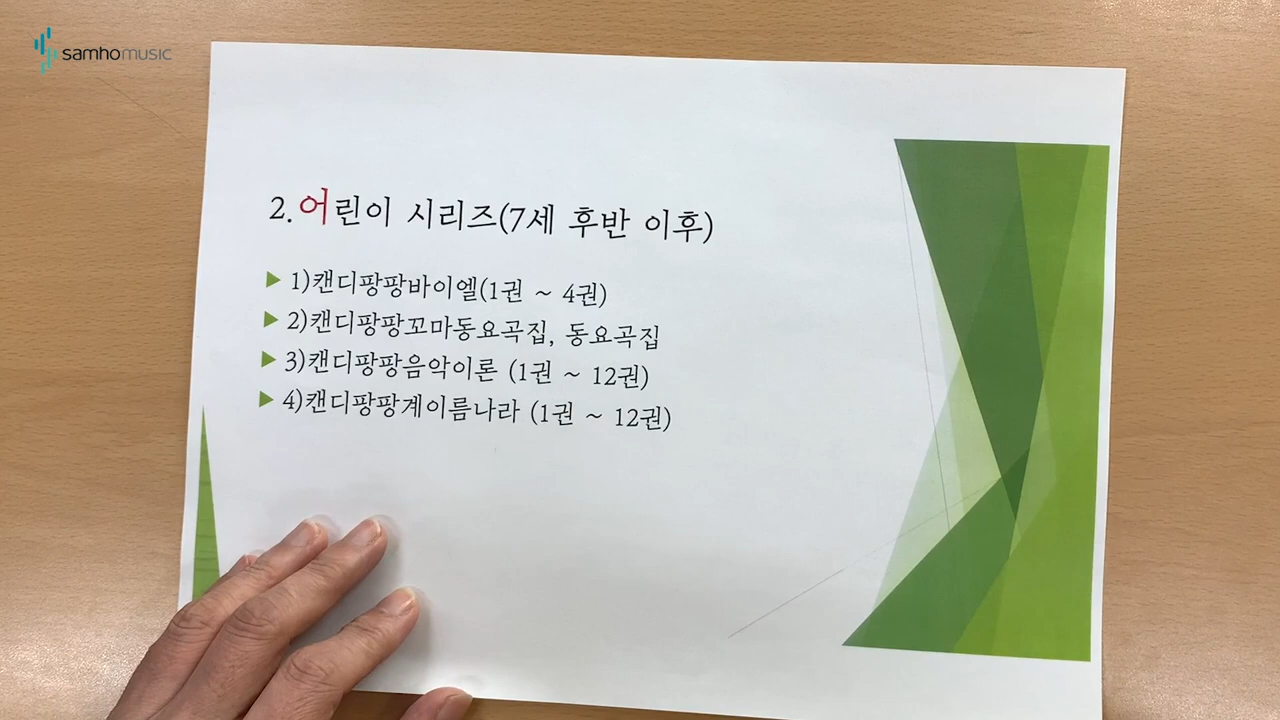 samhomusic
2.어린이 시리즈(7세 후반 이후)
▶ 1)캔디팡팡바이엘(1권 ~ 4권)
▶ 2)캔디팡팡꼬마동요곡집, 동요곡집
▶ 3)캔디팡팡음악이론 (1권 ~ 12권)
▶ 4)캔디팡팡계이름나라 (1권 ~ 12권)